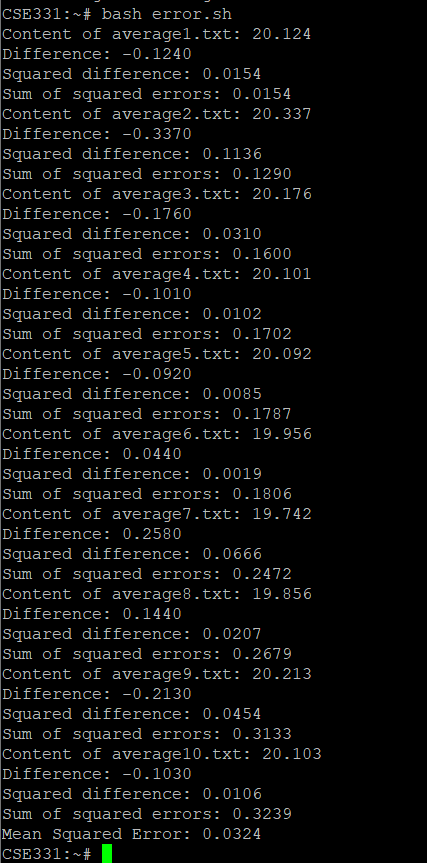 CSE331:~# bash error.sh
Content of average1.txt: 20.124
Difference: -0.1240
Squared difference: 0.0154
Sum of squared errors: 0.0154
Content of average2.txt: 20.337
Difference: -0.3370
Squared difference: 0.1136
Sum of squared errors: 0.1290
Content of average3.txt: 20.176
Difference: -0.1760
Squared difference: 0.0310
Sum of squared errors: 0.1600
Content of average4.txt: 20.101
Difference: -0.1010
Squared difference: 0.0102
Sum of squared errors: 0.1702
Content of average5.txt: 20.092
Difference: -0.0920
Squared difference: 0.0085
Sum of squared errors: 0.1787
Content of average6.txt: 19.956
Difference: 0.0440
Squared difference: 0.0019
Sum of squared errors: 0.1806
Content of average7.txt: 19.742
Difference: 0.2580
Squared difference: 0.0666
Sum of squared errors: 0.2472
Content of average8.txt: 19.856
Difference: 0.1440
Squared difference: 0.0207
Sum of squared errors: 0.2679
Content of average9.txt: 20.213
Difference: -0.2130
Squared difference: 0.0454
Sum of squared errors: 0.3133
Content of average10.txt: 20.103
Difference: -0.1030
Squared difference: 0.0106
Sum of squared errors: 0.3239
Mean Squared Error: 0.0324
CSE331:~#